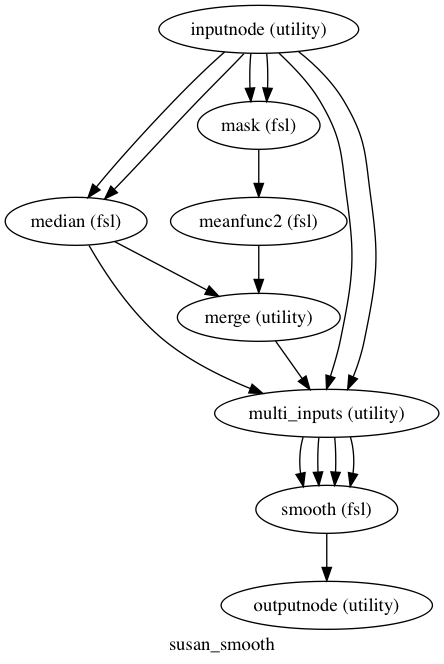 inputnode (utility)
mask (fsl)
median (fsl)
meanfunc2 (fsl)
merge (utility)
multi_inputs (utility)
smooth (fsl)
outputnode (utility)
susan_smooth